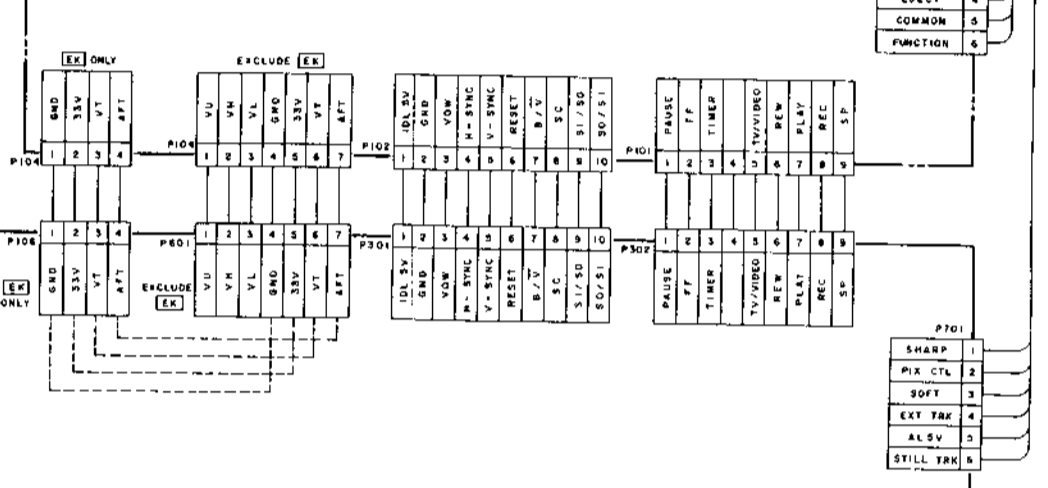 COMMON 5
FUNCTION 6
EK ONLY
EXCLUDE EK
GND 33V VT AFT
VU VH VL GND 33V VT AFT
IDL 5V GND VOW H-SYNC V-SYNC RESET B/V SC SI/SO SO/SI
PAUSE FF TIMER TV/VIDEO REW PLAY REC SP
P104 1 2 3 4
P104 1 2 3 4 5 6 7
P102 1 2 3 4 5 6 7 8 9 10
P101 1 2 3 4 5 6 7 8 9
P106 1 2 3 4
P601 1 2 3 4 5 6 7
P301 1 2 3 4 5 6 7 8 9 10
P302 1 2 3 4 5 6 7 8 9
EK ONLY
GND 33V VT AFT
EXCLUDE EK
VU VH VL GND 33V VT AFT
IDL 5V GND VOW H-SYNC V-SYNC RESET B/V SC SI/SO SO/SI
PAUSE FF TIMER TV/VIDEO REW PLAY REC SP
P701
SHARP 1
PIX CTL 2
SOFT 3
EXT TRK 4
AL 5V 5
STILL TRK 6